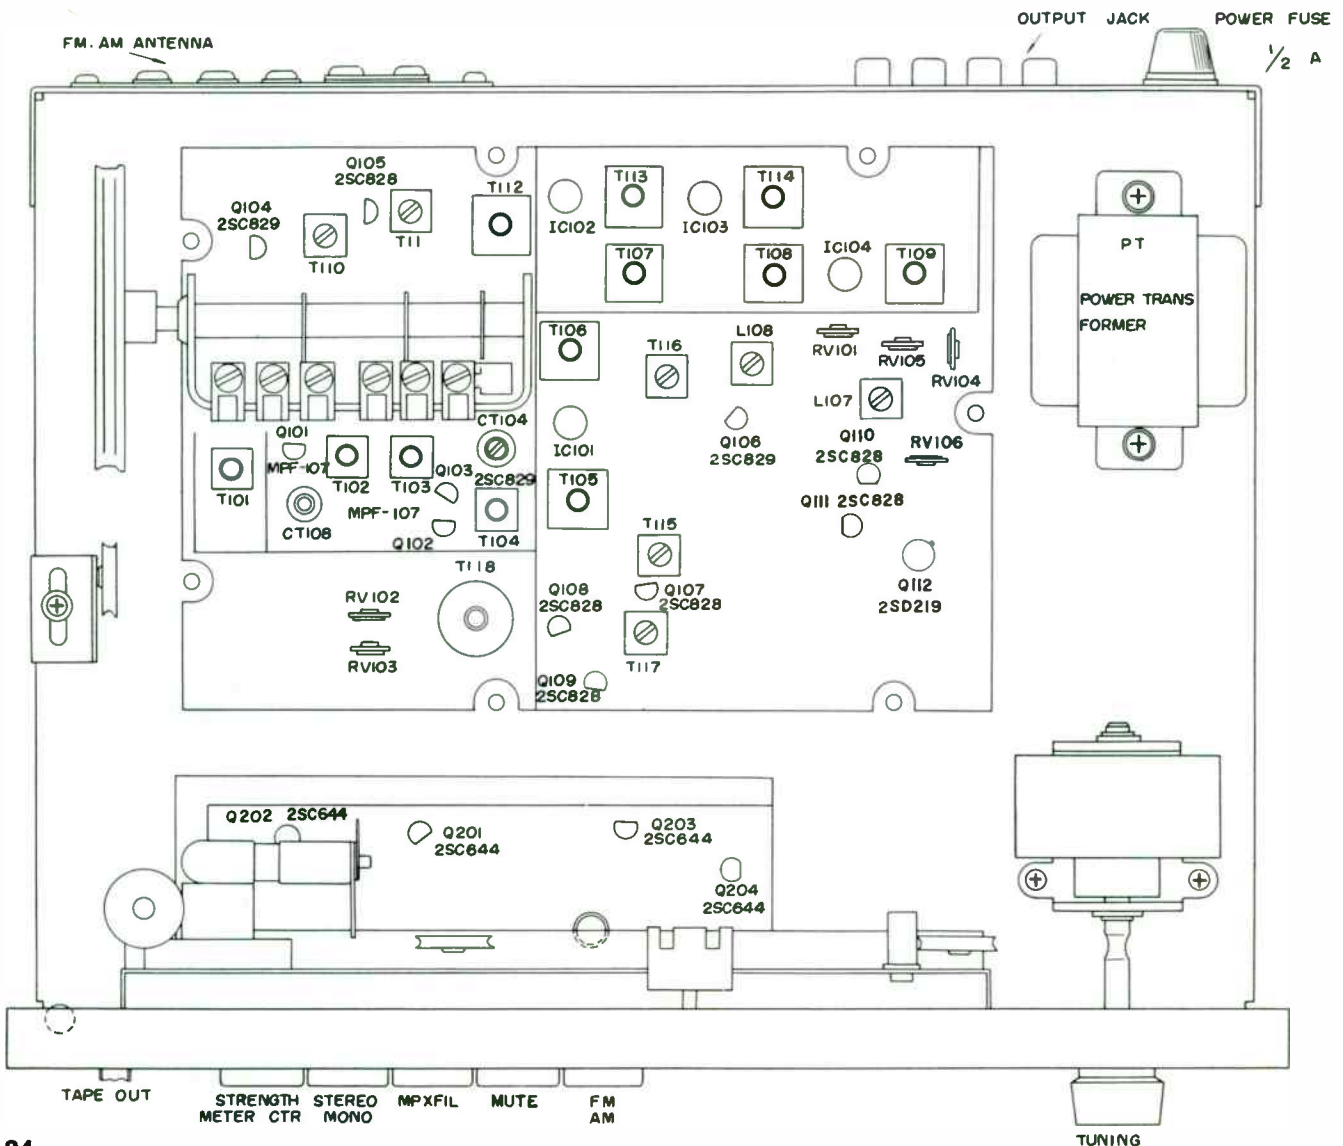 OUTPUT JACK
POWER FUSE
1/2 A
FM. AM ANTENNA
Q105
2SC828
Q104
2SC829
T110
T11
T112
IC102
T113
IC103
T114
T107
T108
IC104
T109
PT
POWER TRANS
FORMER
T106
T116
L108
RV101
RV105
RV104
L107
Q101
MPF-107
CT104
IC101
Q106
2SC829
Q110
2SC828
RV106
T101
T102
T103
Q103
2SC829
T105
CT108
MPF-107
Q102
T104
Q111 2SC828
T115
T118
Q112
2SD219
RV102
RV103
Q108
2SC828
Q107
2SC828
T117
Q109
2SC828
Q202 2SC644
Q201
2SC644
Q203
2SC644
Q204
2SC644
TAPE OUT
STRENGTH
METER CTR
STEREO
MONO
MPXFIL
MUTE
FM
AM
TUNING